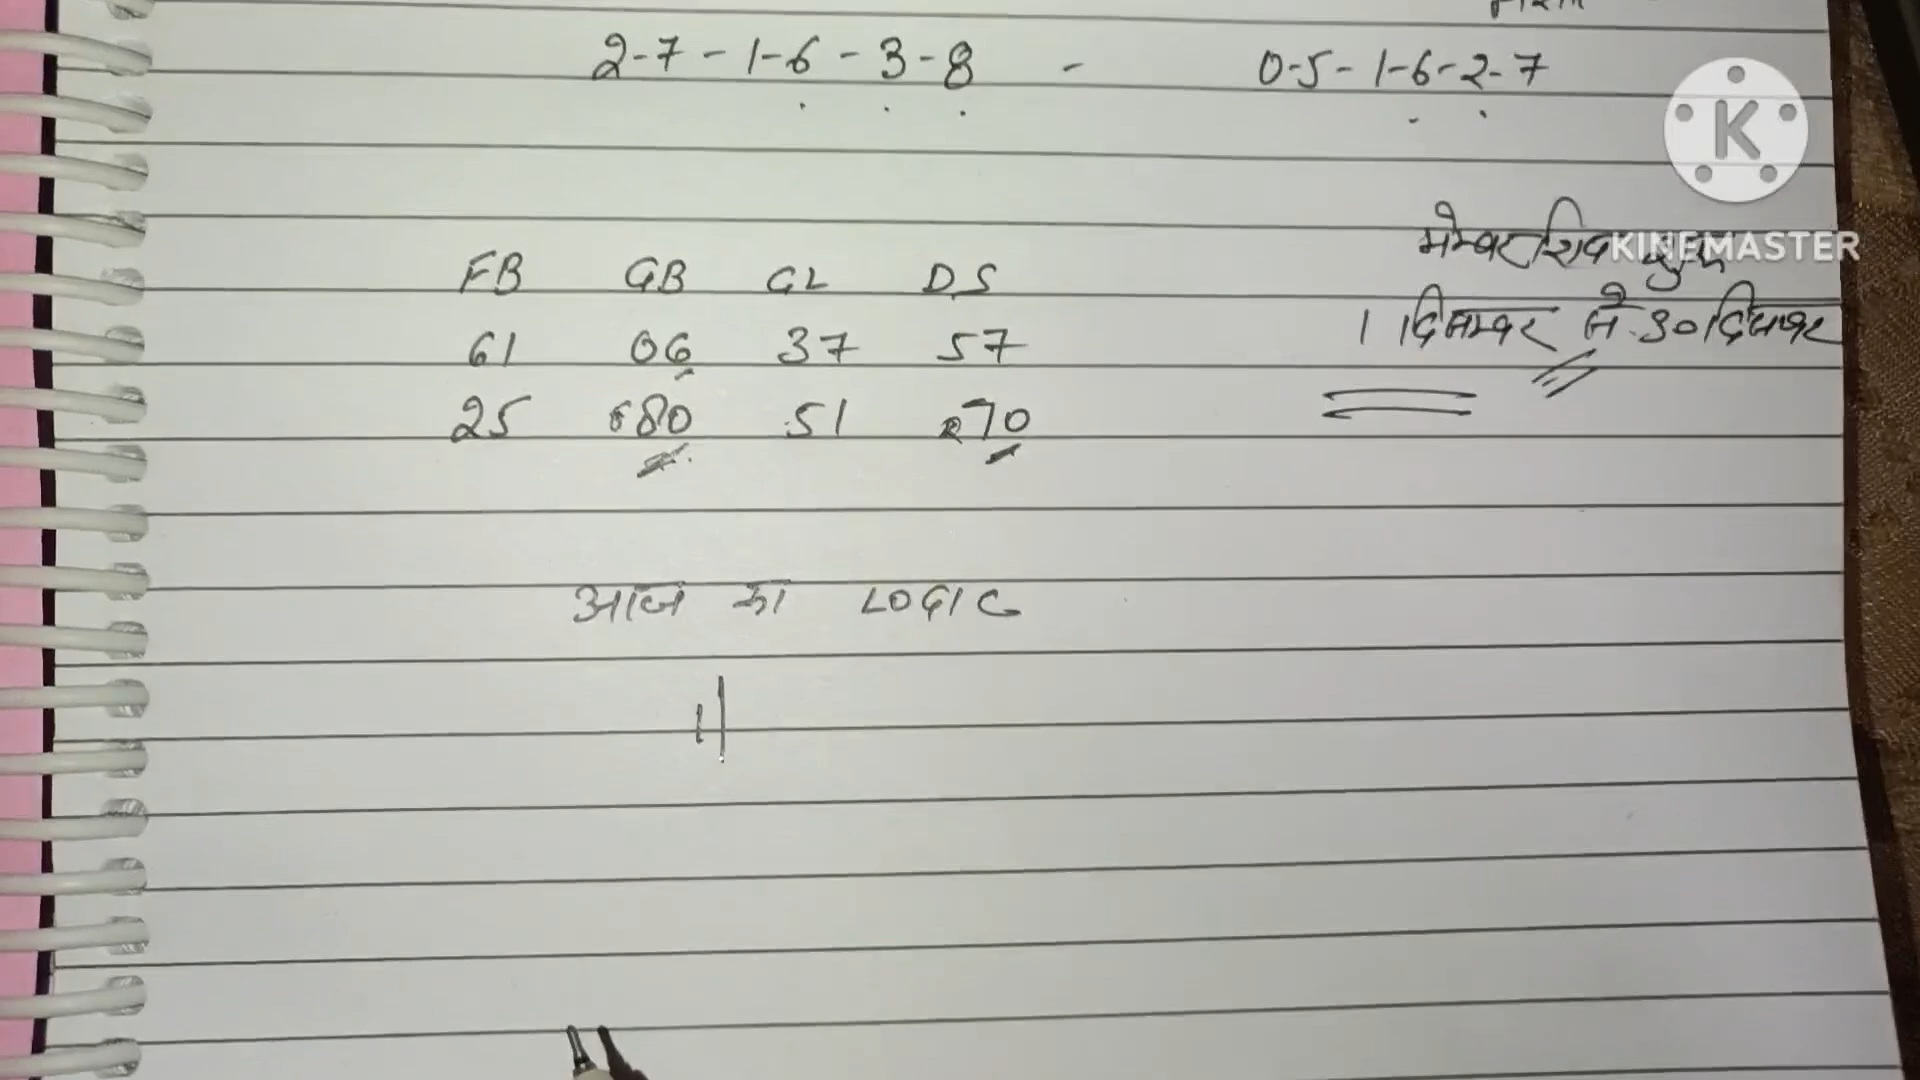 2-7-1-6-3-8 - 0-5-1-6-2-7
K
KINEMASTER
मेम्बरशिप शुरू
1 दिसम्बर से 30 दिसम्बर
FB GB GL DS
61 06 37 57
25 80 51 70
आज का LOGIC